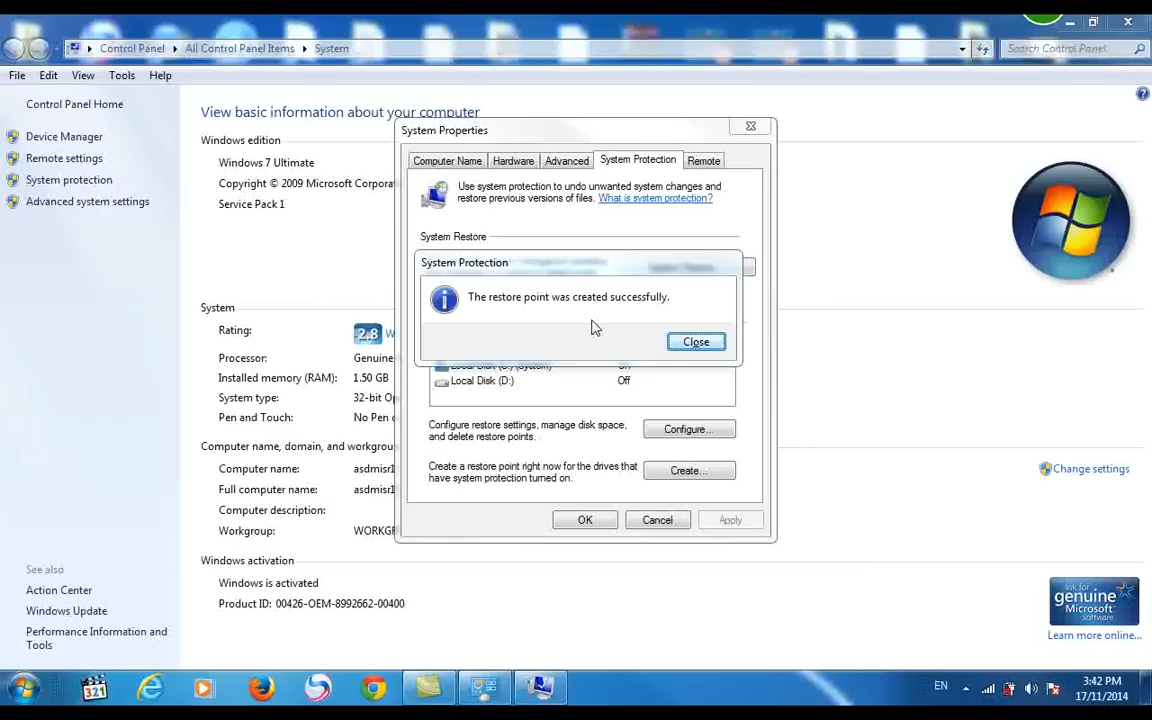 Control Panel
All Control Panel Items
System
Search Control Panel
File
Edit
View
Tools
Help
Control Panel Home
Device Manager
Remote settings
System protection
Advanced system settings
See also
Action Center
Windows Update
Performance Information and
Tools
View basic information about your computer
Windows edition
Windows 7 Ultimate
Copyright © 2009 Microsoft Corpora
Service Pack 1
System
Rating:
2.8
W
Processor:
Genuine
Installed memory (RAM):
1.50 GB
System type:
32-bit Op
Pen and Touch:
No Pen
Computer name, domain, and workgrou
Computer name:
asdmisr1
Full computer name:
asdmisr1
Computer description:
Workgroup:
WORKGR
Windows activation
Windows is activated
Product ID: 00426-OEM-8992662-00400
System Properties
Computer Name
Hardware
Advanced
System Protection
Remote
Use system protection to undo unwanted system changes and
restore previous versions of files. What is system protection?
System Restore
System Protection
The restore point was created successfully.
Close
Local Disk (C:) (System)
On
Local Disk (D:)
Off
Configure restore settings, manage disk space,
and delete restore points.
Configure...
Create a restore point right now for the drives that
have system protection turned on.
Create...
OK
Cancel
Apply
Change settings
ask for
genuine
Microsoft
software
Learn more online...
321
EN
3:42 PM
17/11/2014